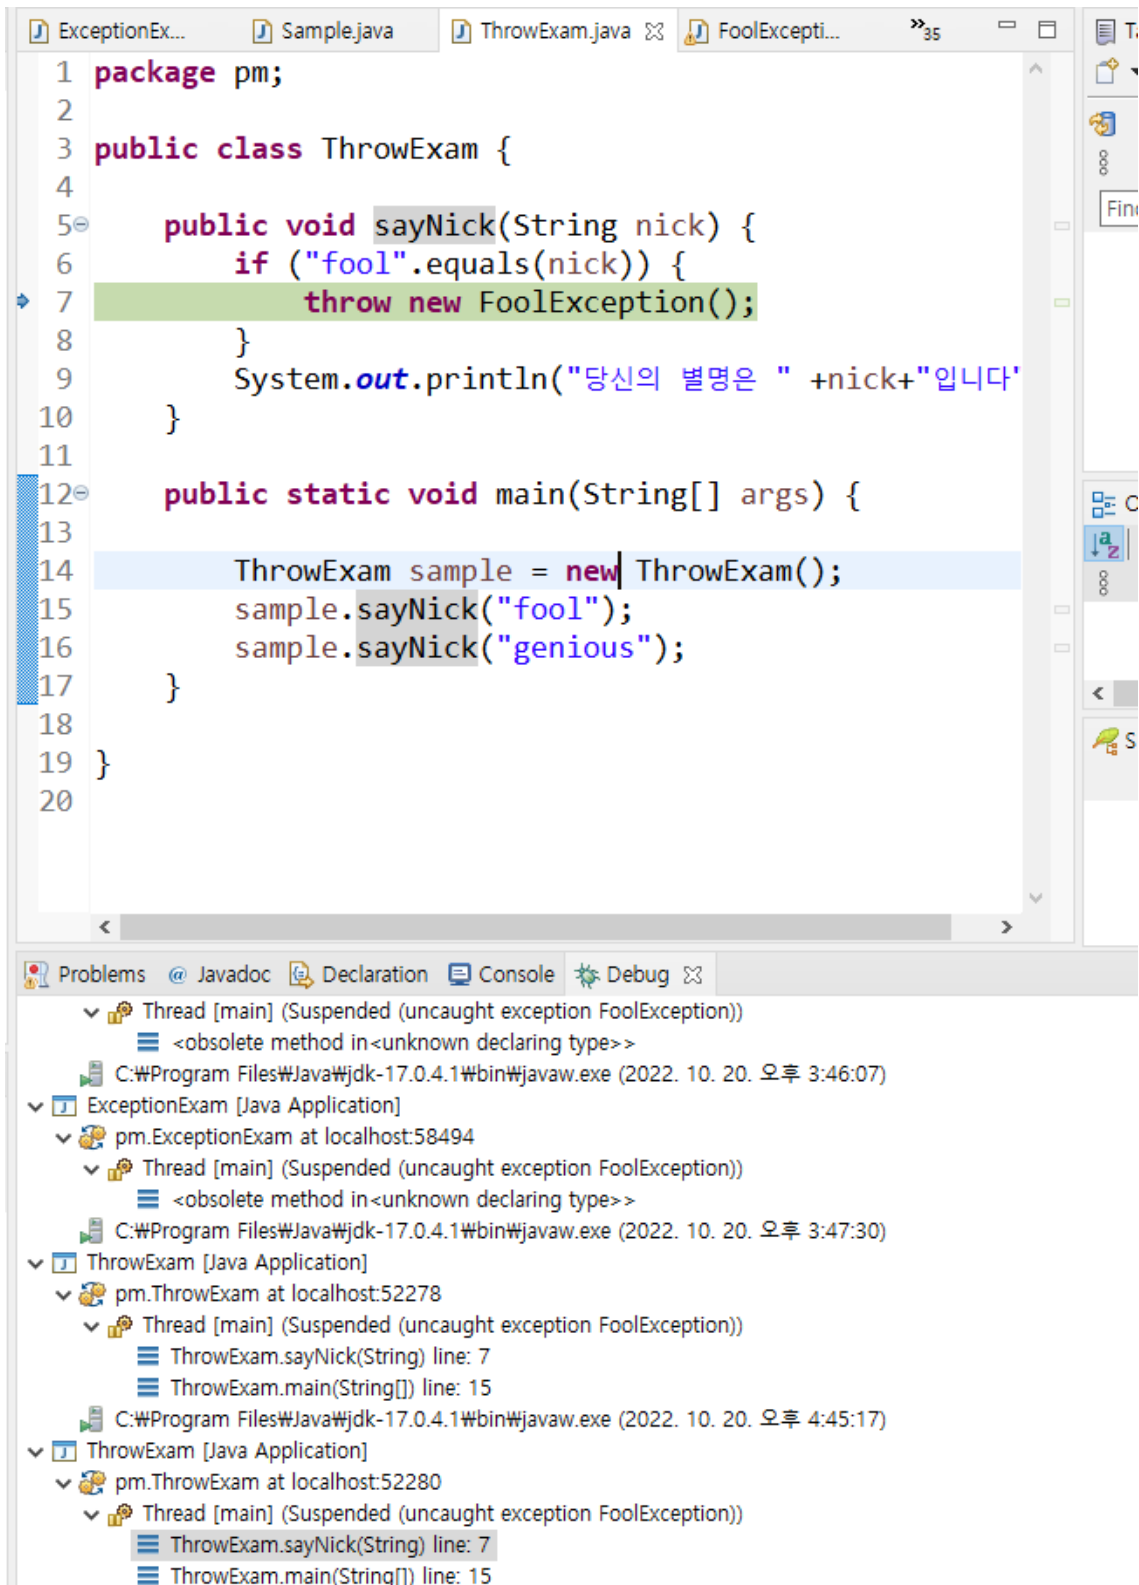 ExceptionEx... Sample.java ThrowExam.java FoolExcepti... »35
1 package pm;
2
3 public class ThrowExam {
4
5 public void sayNick(String nick) {
6 if ("fool".equals(nick)) {
7 throw new FoolException();
8 }
9 System.out.println("당신의 별명은 " +nick+"입니다"
10 }
11
12 public static void main(String[] args) {
13
14 ThrowExam sample = new ThrowExam();
15 sample.sayNick("fool");
16 sample.sayNick("genious");
17 }
18
19 }
20
Problems @ Javadoc Declaration Console Debug
Thread [main] (Suspended (uncaught exception FoolException))
<obsolete method in<unknown declaring type>>
C:₩Program Files₩Java₩jdk-17.0.4.1₩bin₩javaw.exe (2022. 10. 20. 오후 3:46:07)
ExceptionExam [Java Application]
pm.ExceptionExam at localhost:58494
Thread [main] (Suspended (uncaught exception FoolException))
<obsolete method in<unknown declaring type>>
C:₩Program Files₩Java₩jdk-17.0.4.1₩bin₩javaw.exe (2022. 10. 20. 오후 3:47:30)
ThrowExam [Java Application]
pm.ThrowExam at localhost:52278
Thread [main] (Suspended (uncaught exception FoolException))
ThrowExam.sayNick(String) line: 7
ThrowExam.main(String[]) line: 15
C:₩Program Files₩Java₩jdk-17.0.4.1₩bin₩javaw.exe (2022. 10. 20. 오후 4:45:17)
ThrowExam [Java Application]
pm.ThrowExam at localhost:52280
Thread [main] (Suspended (uncaught exception FoolException))
ThrowExam.sayNick(String) line: 7
ThrowExam.main(String[]) line: 15